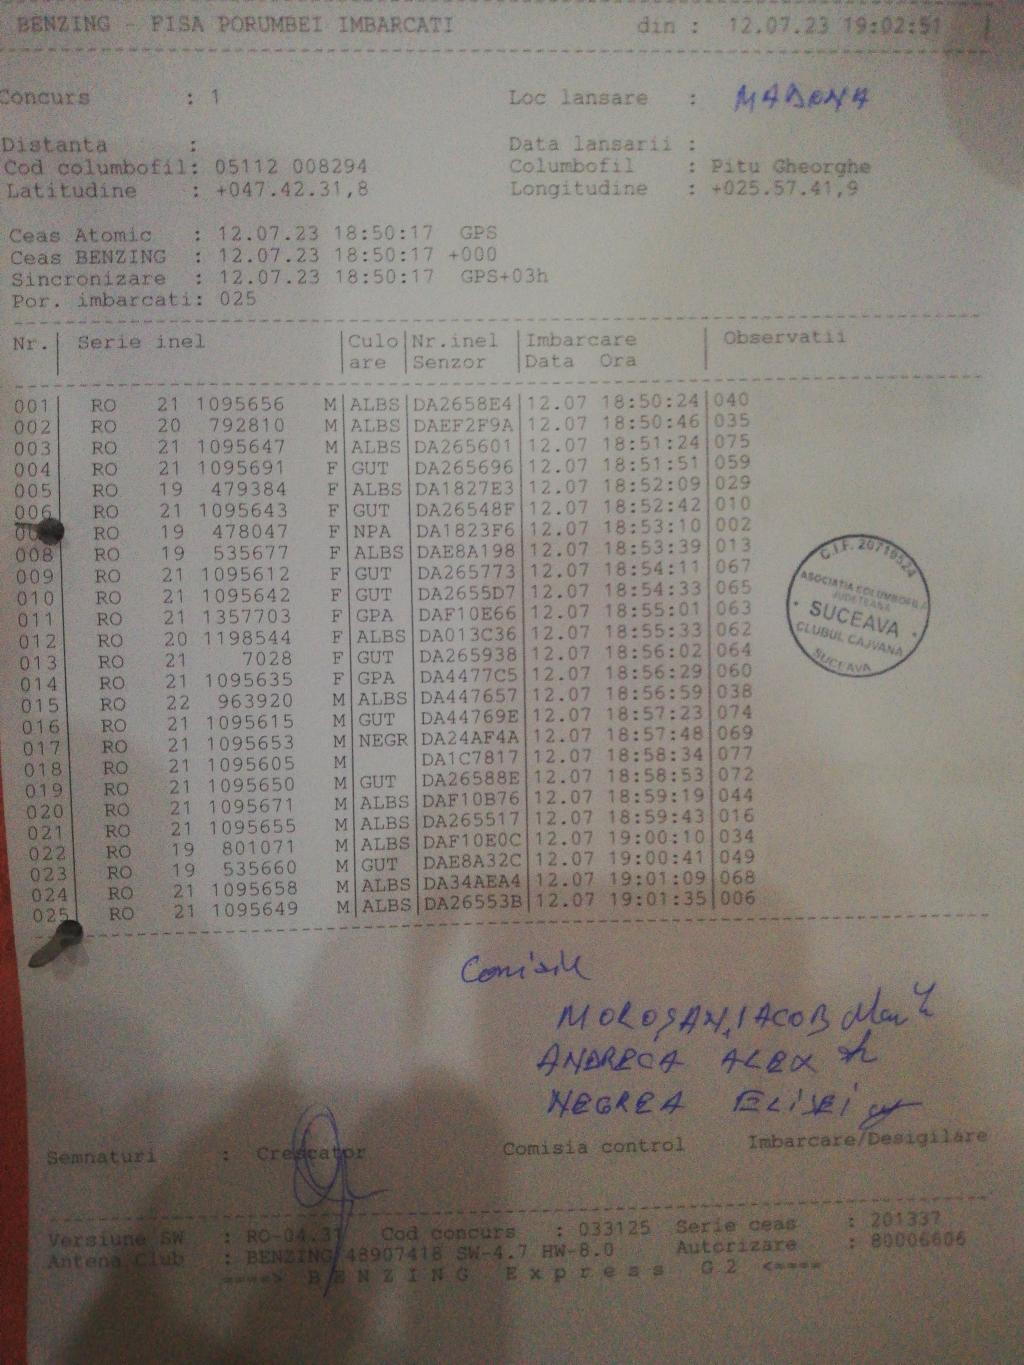 BENZING - FISA PORUMBEI IMBARCATI din : 12.07.23 19:02:51
Concurs : 1 Loc lansare : MADONA
Distanta : Data lansarii :
Cod columbofil: 05112 008294 Columbofil : Pitu Gheorghe
Latitudine : +047.42.31,8 Longitudine : +025.57.41,9
Ceas Atomic : 12.07.23 18:50:17 GPS
Ceas BENZING : 12.07.23 18:50:17 +000
Sincronizare : 12.07.23 18:50:17 GPS+03h
Por. imbarcati: 025
Nr. Serie inel Culo Nr.inel Imbarcare Observatii
are Senzor Data Ora
001 RO 21 1095656 M ALBS DA2658E4 12.07 18:50:24 040
002 RO 20 792810 M ALBS DAEF2F9A 12.07 18:50:46 035
003 RO 21 1095647 M ALBS DA265601 12.07 18:51:24 075
004 RO 21 1095691 F GUT DA265696 12.07 18:51:51 059
005 RO 19 479384 F ALBS DA1827E3 12.07 18:52:09 029
006 RO 21 1095643 F GUT DA26548F 12.07 18:52:42 010
RO 19 478047 F NPA DA1823F6 12.07 18:53:10 002
008 RO 19 535677 F ALBS DAE8A198 12.07 18:53:39 013
009 RO 21 1095612 F GUT DA265773 12.07 18:54:11 067
010 RO 21 1095642 F GUT DA2655D7 12.07 18:54:33 065
011 RO 21 1357703 F GPA DAF10E66 12.07 18:55:01 063
012 RO 20 1198544 F ALBS DA013C36 12.07 18:55:33 062
013 RO 21 7028 F GUT DA265938 12.07 18:56:02 064
014 RO 21 1095635 F GPA DA4477C5 12.07 18:56:29 060
015 RO 22 963920 M ALBS DA447657 12.07 18:56:59 038
016 RO 21 1095615 M GUT DA44769E 12.07 18:57:23 074
017 RO 21 1095653 M NEGR DA24AF4A 12.07 18:57:48 069
018 RO 21 1095605 M DA1C7817 12.07 18:58:34 077
019 RO 21 1095650 M GUT DA26588E 12.07 18:58:53 072
020 RO 21 1095671 M ALBS DAF10B76 12.07 18:59:19 044
021 RO 21 1095655 M ALBS DA265517 12.07 18:59:43 016
022 RO 19 801071 M ALBS DAF10E0C 12.07 19:00:10 034
023 RO 19 535660 M GUT DAE8A32C 12.07 19:00:41 049
024 RO 21 1095658 M ALBS DA34AEA4 12.07 19:01:09 068
025 RO 21 1095649 M ALBS DA26553B 12.07 19:01:35 006
C.I.F. 20719524
ASOCIATIA COLUMBOFILA
JUDETEANA
SUCEAVA
CLUBUL CAJVANA
SUCEAVA
Comisie
MOROȘAN IACOB
ANDRECA ALEX
NEGREA ELISEI
Semnaturi : Crescator Comisia control Imbarcare/Desigilare
Versiune SW : RO-04.31 Cod concurs : 033125 Serie ceas : 201337
Antena Club : BENZING 48907418 SW-4.7 HW-8.0 Autorizare : 80006606
====> B E N Z I N G E x p r e s s G 2 <====